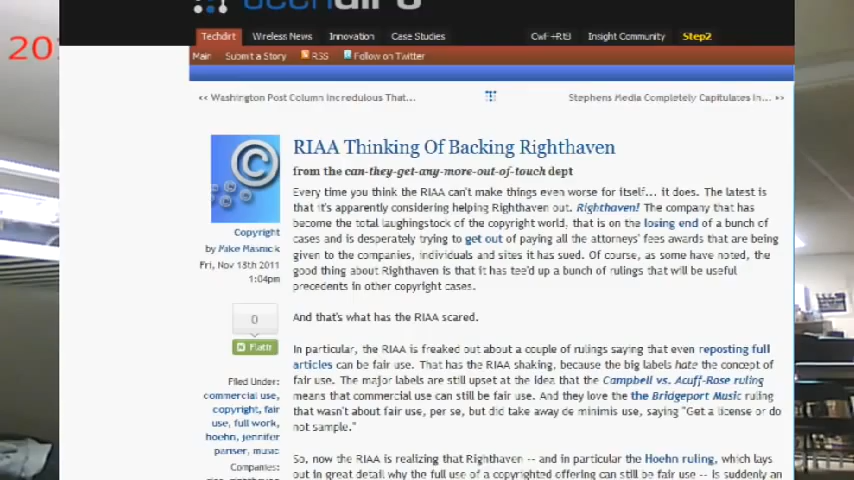 techdirt
201
Techdirt Wireless News Innovation Case Studies CwF+RtB Insight Community Step2
Main Submit a Story RSS Follow on Twitter
<< Washington Post Column Incredulous That... Stephens Media Completely Capitulates In... >>
RIAA Thinking Of Backing Righthaven
from the can-they-get-any-more-out-of-touch dept
Every time you think the RIAA can't make things even worse for itself... it does. The latest is
that it's apparently considering helping Righthaven out. Righthaven! The company that has
become the total laughingstock of the copyright world, that is on the losing end of a bunch of
cases and is desperately trying to get out of paying all the attorneys' fees awards that are being
given to the companies, individuals and sites it has sued. Of course, as some have noted, the
good thing about Righthaven is that it has tee'd up a bunch of rulings that will be useful
precedents in other copyright cases.
And that's what has the RIAA scared.
In particular, the RIAA is freaked out about a couple of rulings saying that even reposting full
articles can be fair use. That has the RIAA shaking, because the big labels hate the concept of
fair use. The major labels are still upset at the idea that the Campbell vs. Acuff-Rose ruling
means that commercial use can still be fair use. And they love the the Bridgeport Music ruling
that wasn't about fair use, per se, but did take away de minimis use, saying "Get a license or do
not sample."
So, now the RIAA is realizing that Righthaven -- and in particular the Hoehn ruling, which lays
out in great detail why the full use of a copyrighted offering can still be fair use -- is suddenly an
Copyright
by Mike Masnick
Fri, Nov 18th 2011
1:04pm
0
Flattr
Filed Under:
commercial use,
copyright, fair
use, full work,
hoehn, jennifer
pariser, music
Companies:
riaa, righthaven